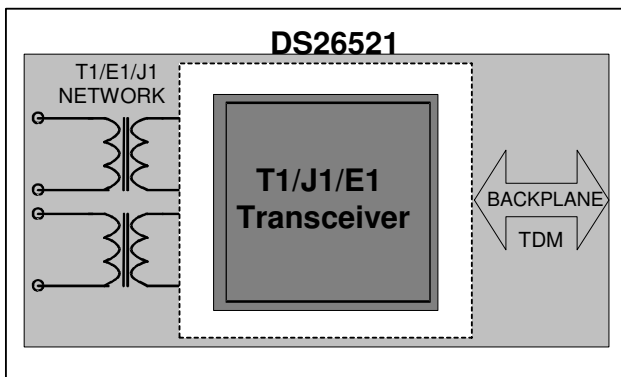 DS26521
T1/E1/J1
NETWORK
T1/J1/E1
Transceiver
BACKPLANE
TDM